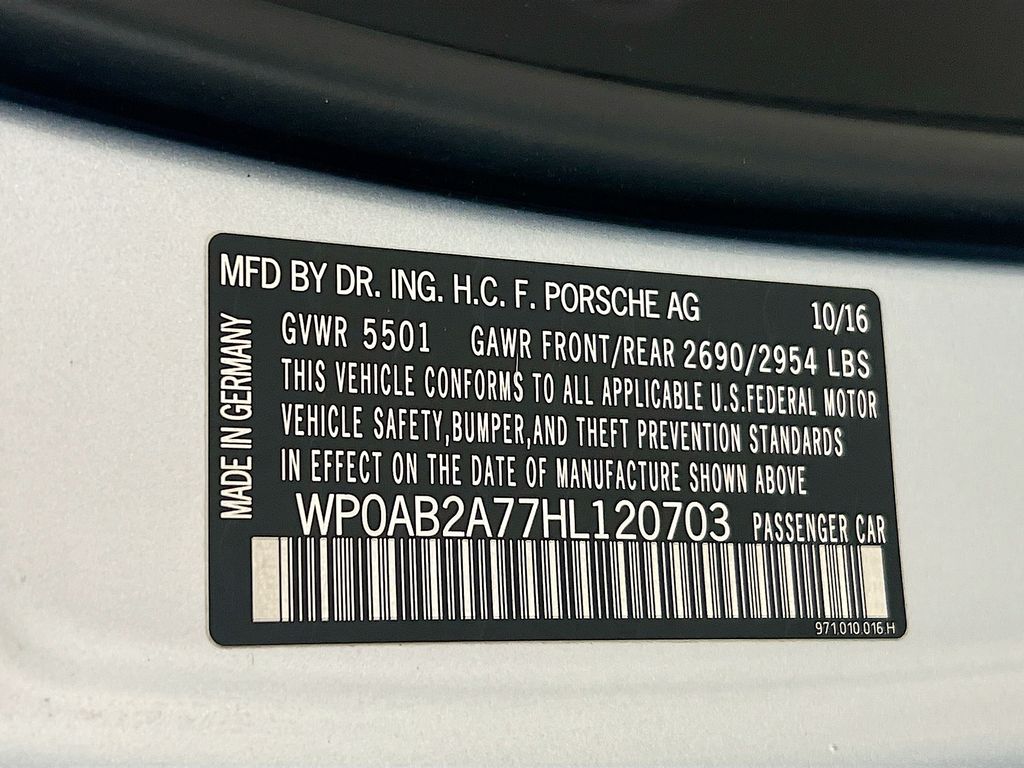 MFD BY DR. ING. H.C. F. PORSCHE AG 10/16
GVWR 5501 GAWR FRONT/REAR 2690/2954 LBS
THIS VEHICLE CONFORMS TO ALL APPLICABLE U.S.FEDERAL MOTOR
VEHICLE SAFETY,BUMPER,AND THEFT PREVENTION STANDARDS
IN EFFECT ON THE DATE OF MANUFACTURE SHOWN ABOVE
WP0AB2A77HL120703 PASSENGER CAR
971.010.016.H
MADE IN GERMANY